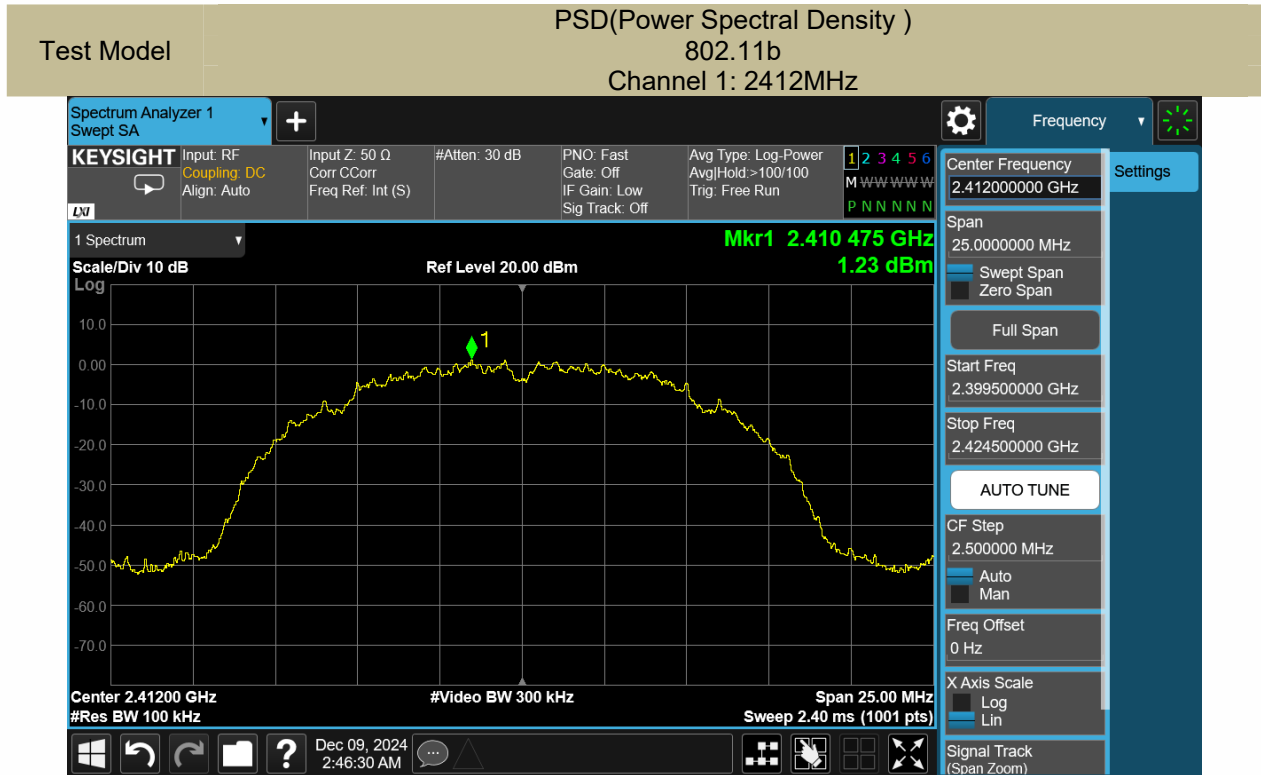 PSD(Power Spectral Density )
Test Model
802.11b
Channel 1: 2412MHz
Spectrum Analyzer 1
Swept SA
+
Frequency
KEYSIGHT
Input: RF
Coupling: DC
Align: Auto
Input Z: 50 Ω
Corr CCorr
Freq Ref: Int (S)
#Atten: 30 dB
PNO: Fast
Gate: Off
IF Gain: Low
Sig Track: Off
Avg Type: Log-Power
Avg|Hold:>100/100
Trig: Free Run
1 2 3 4 5 6
M W W W W W
P N N N N N
LXI
1 Spectrum
Scale/Div 10 dB
Log
Ref Level 20.00 dBm
Mkr1 2.410 475 GHz
1.23 dBm
1
10.0
0.00
-10.0
-20.0
-30.0
-40.0
-50.0
-60.0
-70.0
Center 2.41200 GHz
#Video BW 300 kHz
Span 25.00 MHz
#Res BW 100 kHz
Sweep 2.40 ms (1001 pts)
Center Frequency
2.412000000 GHz
Settings
Span
25.0000000 MHz
Swept Span
Zero Span
Full Span
Start Freq
2.399500000 GHz
Stop Freq
2.424500000 GHz
AUTO TUNE
CF Step
2.500000 MHz
Auto
Man
Freq Offset
0 Hz
X Axis Scale
Log
Lin
Signal Track
(Span Zoom)
?
Dec 09, 2024
2:46:30 AM